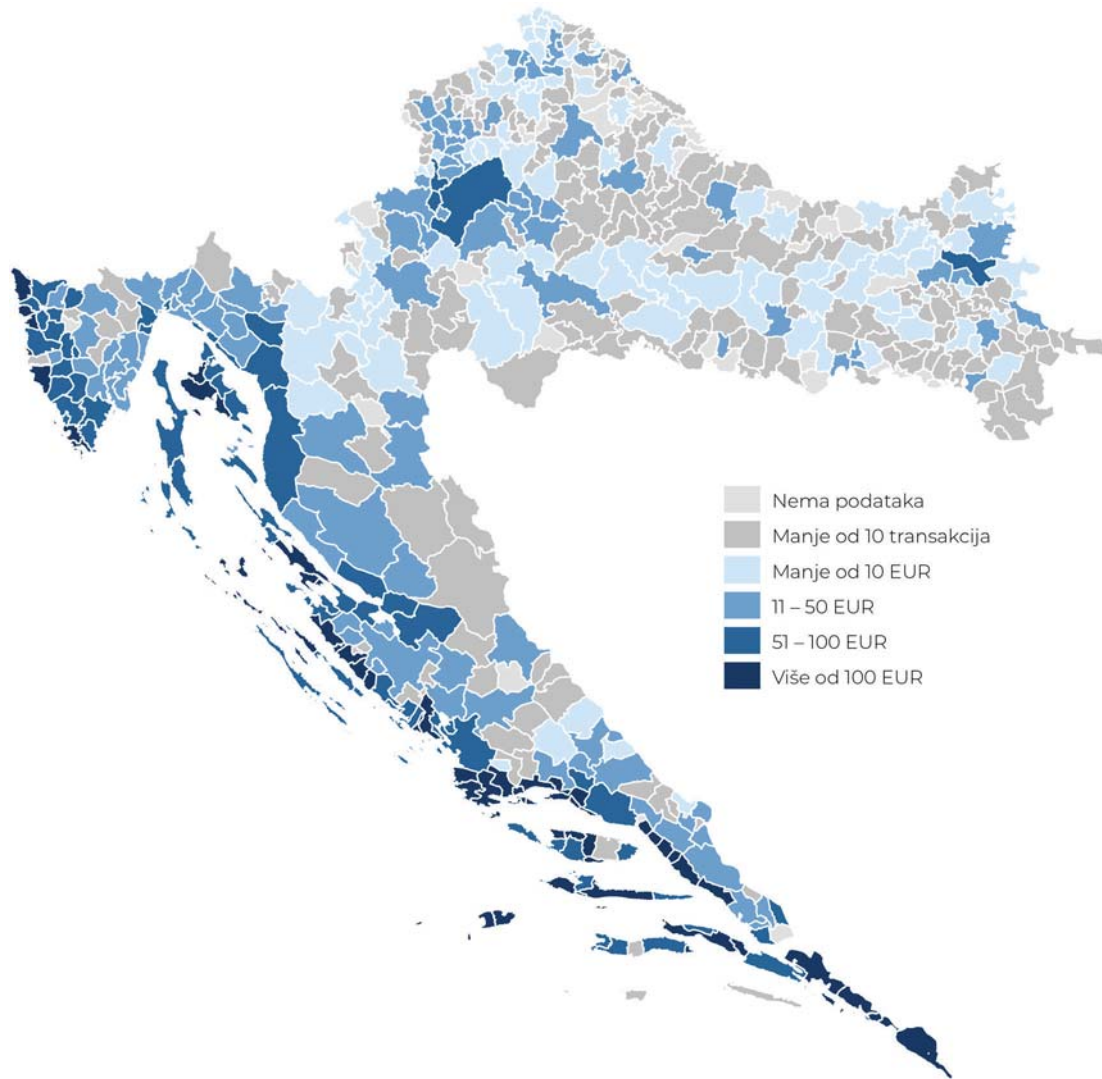 Nema podataka
Manje od 10 transakcija
Manje od 10 EUR
11 – 50 EUR
51 – 100 EUR
Više od 100 EUR